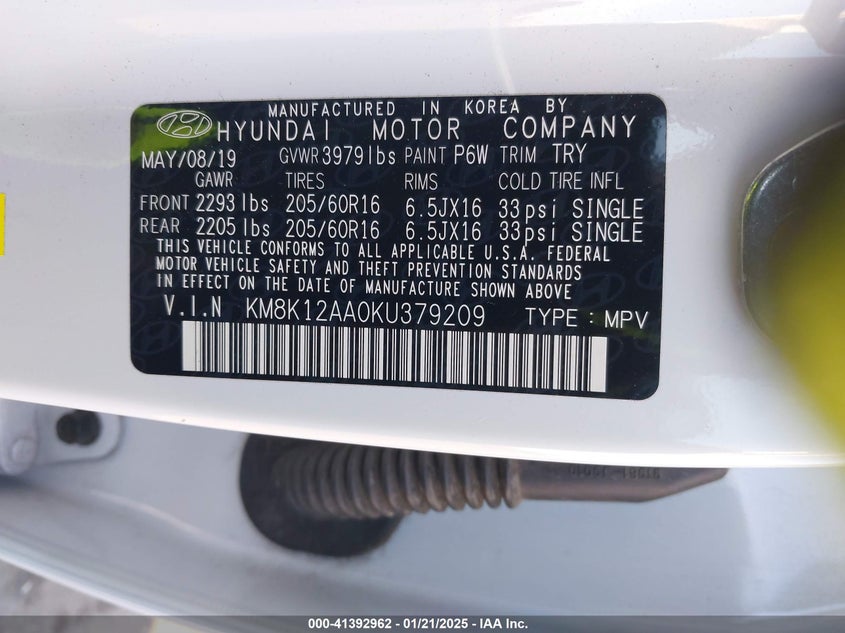 MANUFACTURED IN KOREA BY
HYUNDAI MOTOR COMPANY
MAY/08/19 GVWR 3979lbs PAINT P6W TRIM TRY
GAWR TIRES RIMS COLD TIRE INFL
FRONT 2293 lbs 205/60R16 6.5JX16 33psi SINGLE
REAR 2205 lbs 205/60R16 6.5JX16 33psi SINGLE
THIS VEHICLE CONFORMS TO ALL APPLICABLE U.S.A. FEDERAL
MOTOR VEHICLE SAFETY AND THEFT PREVENTION STANDARDS
IN EFFECT ON THE DATE OF MANUFACTURE SHOWN ABOVE
V.I.N KM8K12AA0KU379209 TYPE : MPV
000-41392962 - 01/21/2025 - IAA Inc.